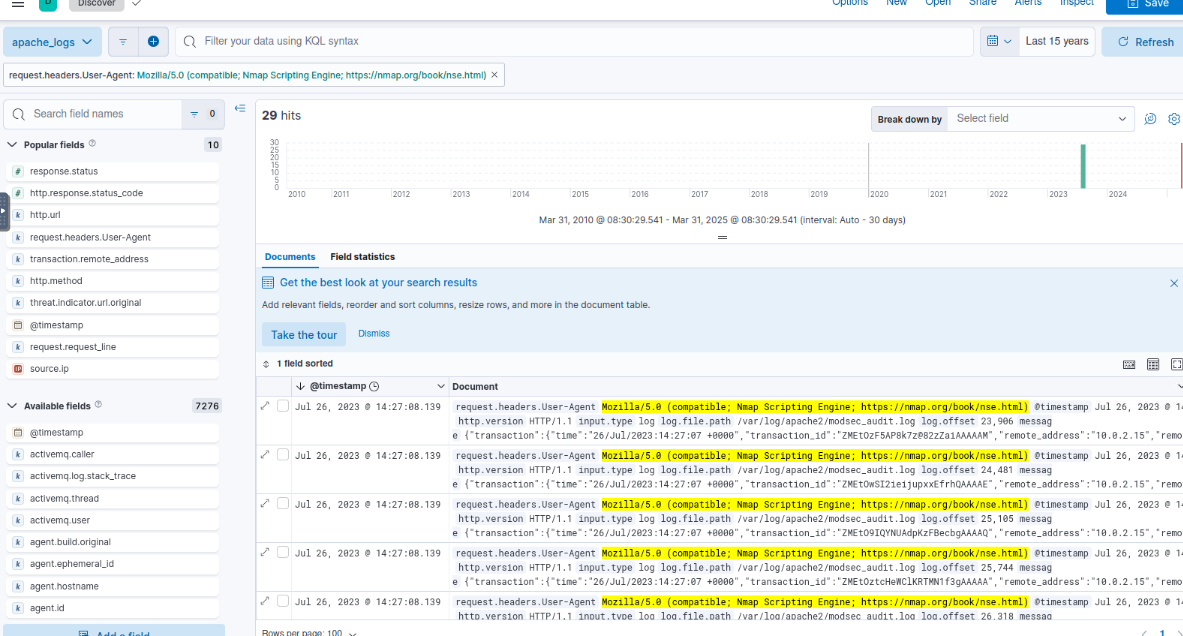 D Discover Options New Open Share Alerts Inspect Save
apache_logs Filter your data using KQL syntax Last 15 years Refresh
request.headers.User-Agent: Mozilla/5.0 (compatible; Nmap Scripting Engine; https://nmap.org/book/nse.html) ×
Search field names 0
Popular fields 10
response.status
http.response.status_code
http.url
request.headers.User-Agent
transaction.remote_address
http.method
threat.indicator.url.original
@timestamp
request.request_line
source.ip
Available fields 7276
@timestamp
activemq.caller
activemq.log.stack_trace
activemq.thread
activemq.user
agent.build.original
agent.ephemeral_id
agent.hostname
agent.id
Add a field
29 hits
Break down by Select field
30
25
20
15
10
5
0
2010 2011 2012 2013 2014 2015 2016 2017 2018 2019 2020 2021 2022 2023 2024
Mar 31, 2010 @ 08:30:29.541 - Mar 31, 2025 @ 08:30:29.541 (interval: Auto - 30 days)
Documents Field statistics
Get the best look at your search results
Add relevant fields, reorder and sort columns, resize rows, and more in the document table.
Take the tour Dismiss
1 field sorted
@timestamp Document
Jul 26, 2023 @ 14:27:08.139 request.headers.User-Agent Mozilla/5.0 (compatible; Nmap Scripting Engine; https://nmap.org/book/nse.html) @timestamp Jul 26, 2023 @ 14
http.version HTTP/1.1 input.type log log.file.path /var/log/apache2/modsec_audit.log log.offset 23,906 messag
e {"transaction":{"time":"26/Jul/2023:14:27:07 +0000","transaction_id":"ZMEtOzF5AP8k7z@82zZaiAAAAAM","remote_address":"10.0.2.15","remo
Jul 26, 2023 @ 14:27:08.139 request.headers.User-Agent Mozilla/5.0 (compatible; Nmap Scripting Engine; https://nmap.org/book/nse.html) @timestamp Jul 26, 2023 @ 14
http.version HTTP/1.1 input.type log log.file.path /var/log/apache2/modsec_audit.log log.offset 24,481 messag
e {"transaction":{"time":"26/Jul/2023:14:27:07 +0000","transaction_id":"ZMEtOwSI2ieijupxxEfrhQAAAAE","remote_address":"10.0.2.15","remo
Jul 26, 2023 @ 14:27:08.139 request.headers.User-Agent Mozilla/5.0 (compatible; Nmap Scripting Engine; https://nmap.org/book/nse.html) @timestamp Jul 26, 2023 @ 14
http.version HTTP/1.1 input.type log log.file.path /var/log/apache2/modsec_audit.log log.offset 25,105 messag
e {"transaction":{"time":"26/Jul/2023:14:27:07 +0000","transaction_id":"ZMEtO9IQYNUAdpKzFBecbgAAAAQ","remote_address":"10.0.2.15","remo
Jul 26, 2023 @ 14:27:08.139 request.headers.User-Agent Mozilla/5.0 (compatible; Nmap Scripting Engine; https://nmap.org/book/nse.html) @timestamp Jul 26, 2023 @ 14
http.version HTTP/1.1 input.type log log.file.path /var/log/apache2/modsec_audit.log log.offset 25,744 messag
e {"transaction":{"time":"26/Jul/2023:14:27:07 +0000","transaction_id":"ZMEtOztcHeWClKRTMN1f3gAAAAA","remote_address":"10.0.2.15","remo
Jul 26, 2023 @ 14:27:08.139 request.headers.User-Agent Mozilla/5.0 (compatible; Nmap Scripting Engine; https://nmap.org/book/nse.html) @timestamp Jul 26, 2023 @ 14
http.version HTTP/1.1 input.type log log.file.path /var/log/apache2/modsec_audit.log log.offset 26,318 messag
Rows per page: 100 1